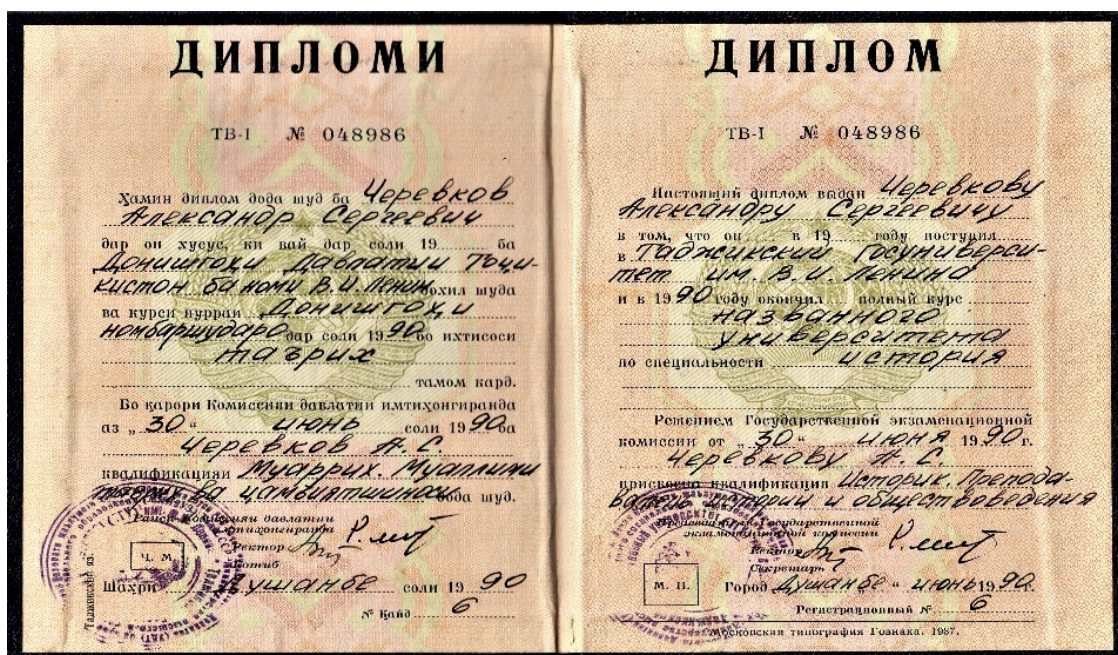 ДИПЛОМИ
ТВ-I № 048986
Ҳамин диплом дода шуд ба Черевков
Александр Сергеевич
дар он хусус, ки вай дар соли 19 ба
Донишгоҳи Давлатии Тоҷи-
кистон ба номи В.И. Ленин дохил шуда
ва курси пурраи Донишгоҳи
номбаршударо дар соли 1990 бо ихтисоси
таърих
тамом кард.
Бо қарори Комиссияи давлатии имтиҳонгиранда
аз „30“ июнь соли 1990 ба
Черевков А.С.
квалификацияи Муаррих. Муаллими
таърих ва ҷамъиятшиноси дода шуд.
Раиси Комиссияи давлатии
имтиҳонгиранда
Ректор
Котиб
Ч. М.
Шаҳри Душанбе соли 1990
№ Қайд 6
Таджикский яз.
ДИПЛОМ
ТВ-I № 048986
Настоящий диплом выдан Черевкову
Александру Сергеевичу
в том, что он в 19 году поступил
в Таджикский Госуниверси-
тет им. В.И. Ленина
и в 1990 году окончил полный курс
названного
университета
по специальности история
Решением Государственной экзаменационной
комиссии от „30“ июня 1990 г.
Черевкову А.С.
присвоена квалификация Историк. Препода-
ватель истории и обществоведения
Председатель Государственной
экзаменационной комиссии
Ректор
Секретарь
М. П.
Город Душанбе „ июнь 1990.
Регистрационный № 6
Московская типография Гознака. 1987.